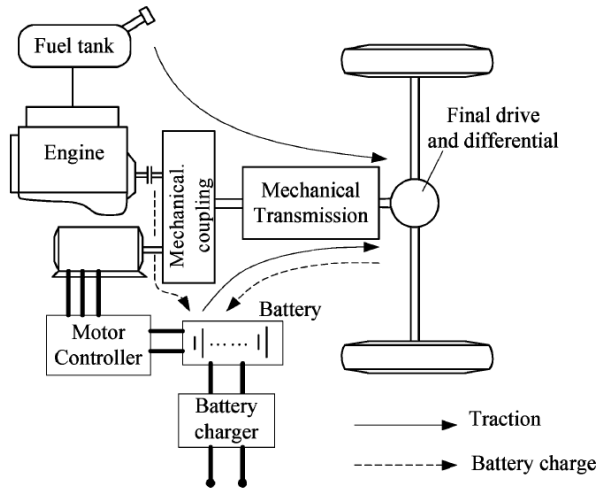 Fuel tank
Engine
Mechanical.
coupling
Mechanical
Transmission
Final drive
and differential
Battery
Motor
Controller
Battery
charger
Traction
Battery charge